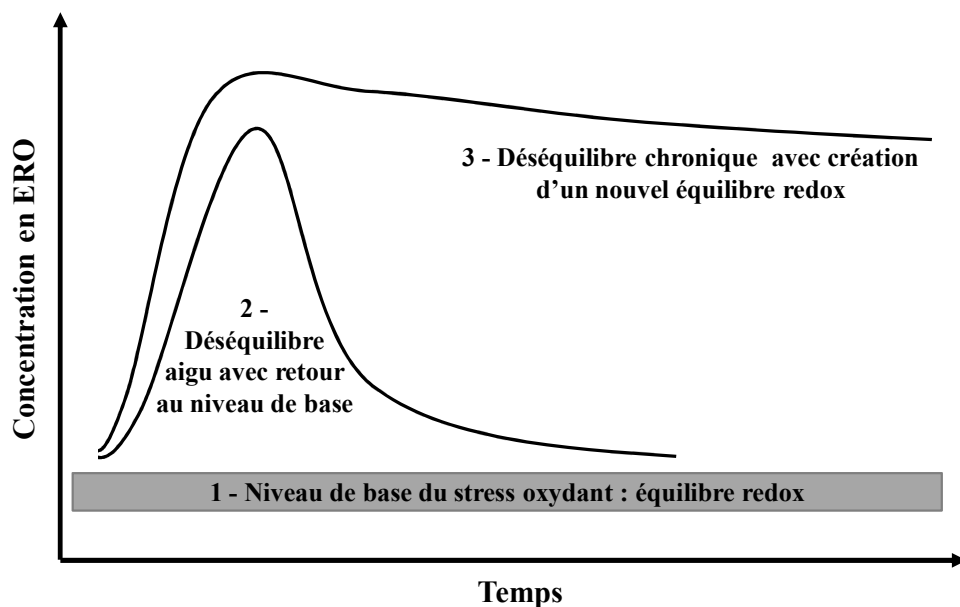 Concentration en ERO
3 - Déséquilibre chronique avec création
d’un nouvel équilibre redox
2 -
Déséquilibre
aigu avec retour
au niveau de base
1 - Niveau de base du stress oxydant : équilibre redox
Temps